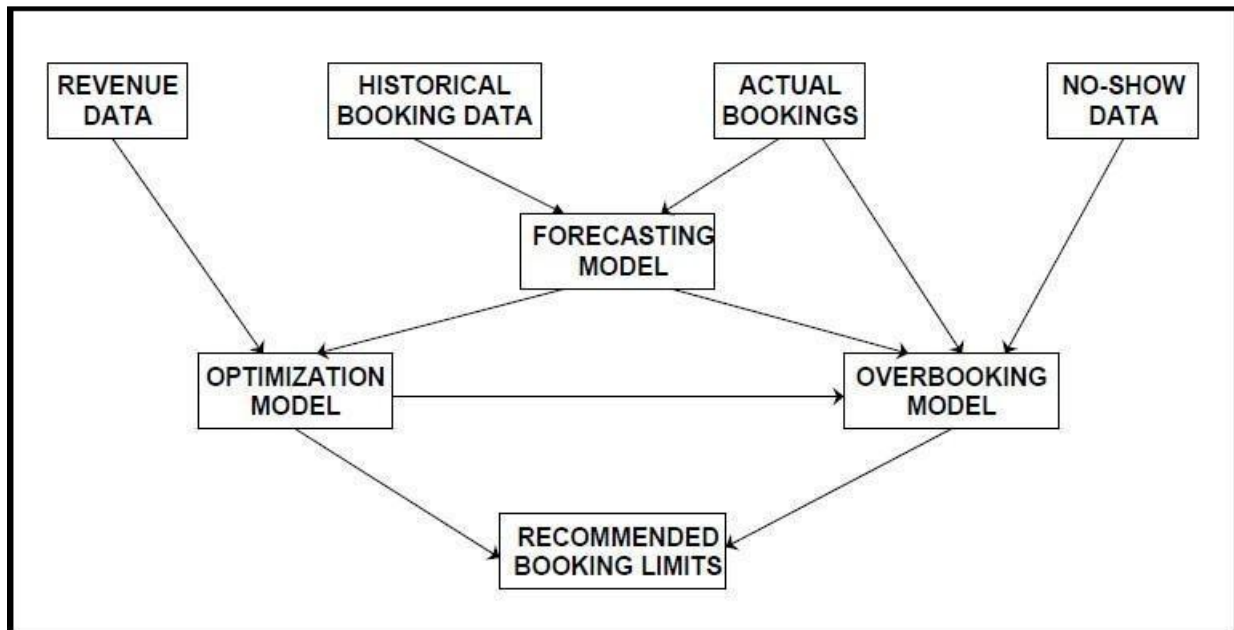 REVENUE
DATA
HISTORICAL
BOOKING DATA
ACTUAL
BOOKINGS
NO-SHOW
DATA
FORECASTING
MODEL
OPTIMIZATION
MODEL
OVERBOOKING
MODEL
RECOMMENDED
BOOKING LIMITS